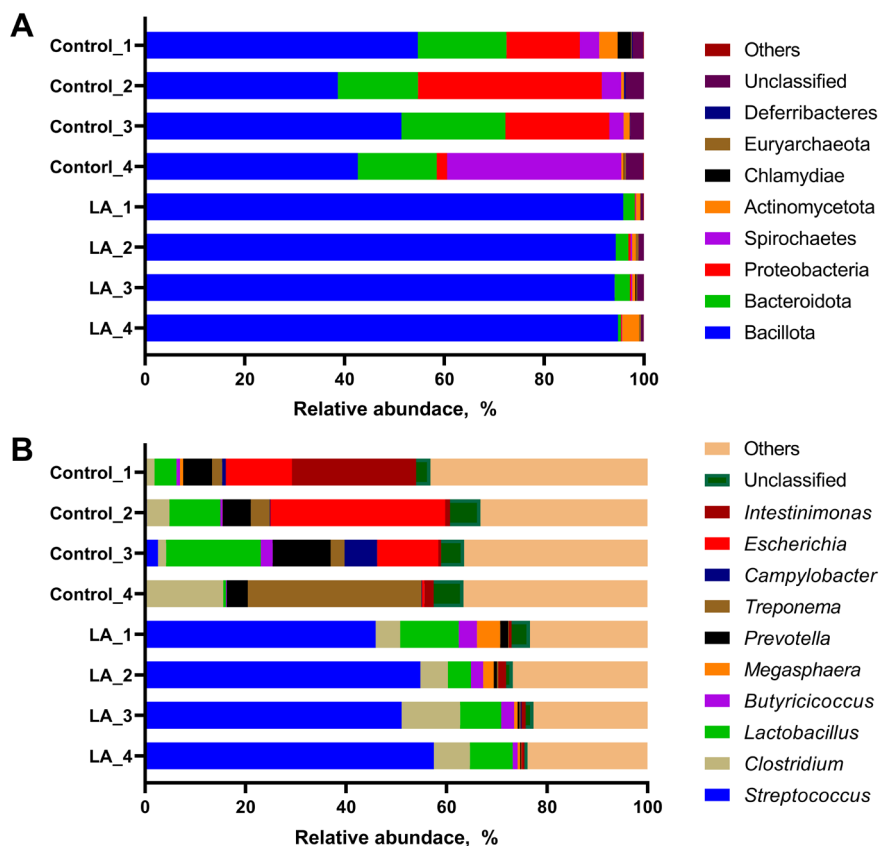 A
Control_1
Control_2
Control_3
Contorl_4
LA_1
LA_2
LA_3
LA_4
0 20 40 60 80 100
Relative abundace, %
Others
Unclassified
Deferribacteres
Euryarchaeota
Chlamydiae
Actinomycetota
Spirochaetes
Proteobacteria
Bacteroidota
Bacillota
B
Control_1
Control_2
Control_3
Control_4
LA_1
LA_2
LA_3
LA_4
0 20 40 60 80 100
Relative abundace, %
Others
Unclassified
Intestinimonas
Escherichia
Campylobacter
Treponema
Prevotella
Megasphaera
Butyricicoccus
Lactobacillus
Clostridium
Streptococcus